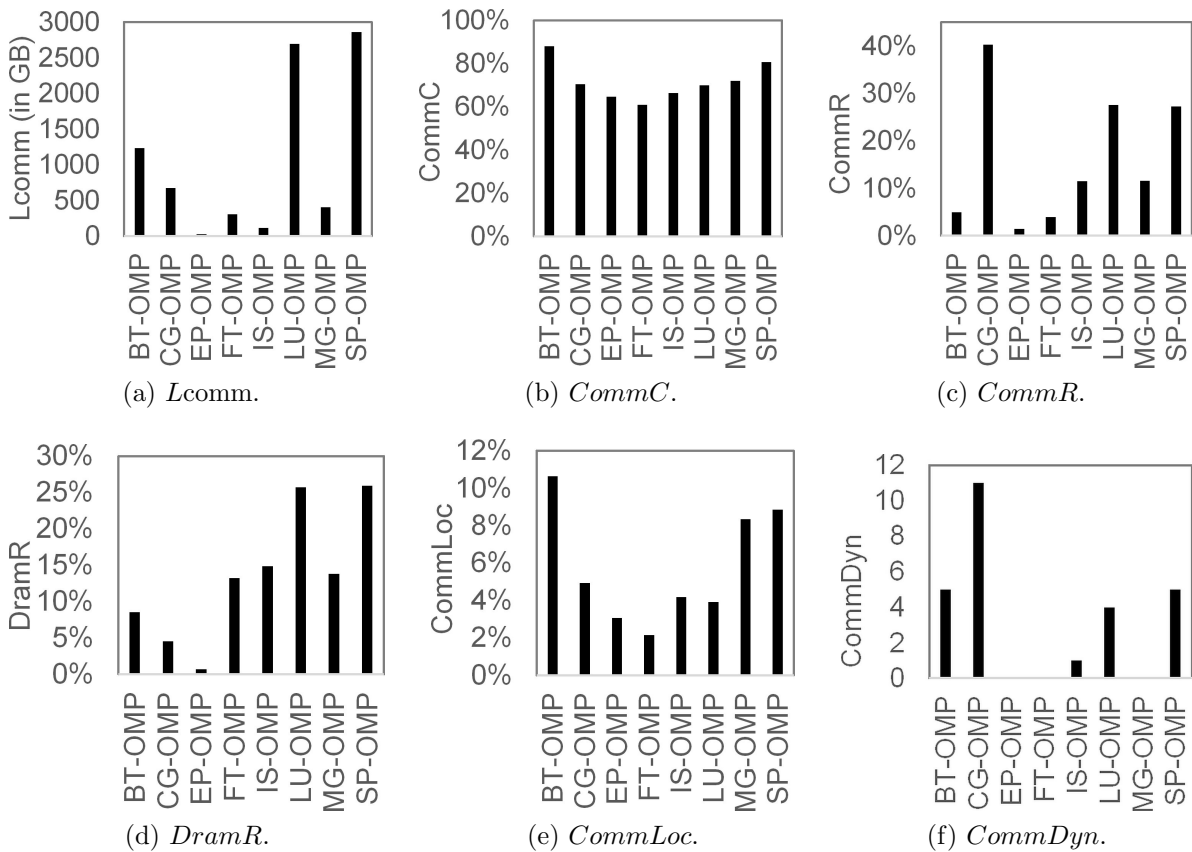 Lcomm (in GB)
3000
2500
2000
1500
1000
500
0
BT-OMP
CG-OMP
EP-OMP
FT-OMP
IS-OMP
LU-OMP
MG-OMP
SP-OMP
(a) Lcomm.
CommC
100%
80%
60%
40%
20%
0%
BT-OMP
CG-OMP
EP-OMP
FT-OMP
IS-OMP
LU-OMP
MG-OMP
SP-OMP
(b) CommC.
CommR
40%
30%
20%
10%
0%
BT-OMP
CG-OMP
EP-OMP
FT-OMP
IS-OMP
LU-OMP
MG-OMP
SP-OMP
(c) CommR.
DramR
30%
25%
20%
15%
10%
5%
0%
BT-OMP
CG-OMP
EP-OMP
FT-OMP
IS-OMP
LU-OMP
MG-OMP
SP-OMP
(d) DramR.
CommLoc
12%
10%
8%
6%
4%
2%
0%
BT-OMP
CG-OMP
EP-OMP
FT-OMP
IS-OMP
LU-OMP
MG-OMP
SP-OMP
(e) CommLoc.
CommDyn
12
10
8
6
4
2
0
BT-OMP
CG-OMP
EP-OMP
FT-OMP
IS-OMP
LU-OMP
MG-OMP
SP-OMP
(f) CommDyn.